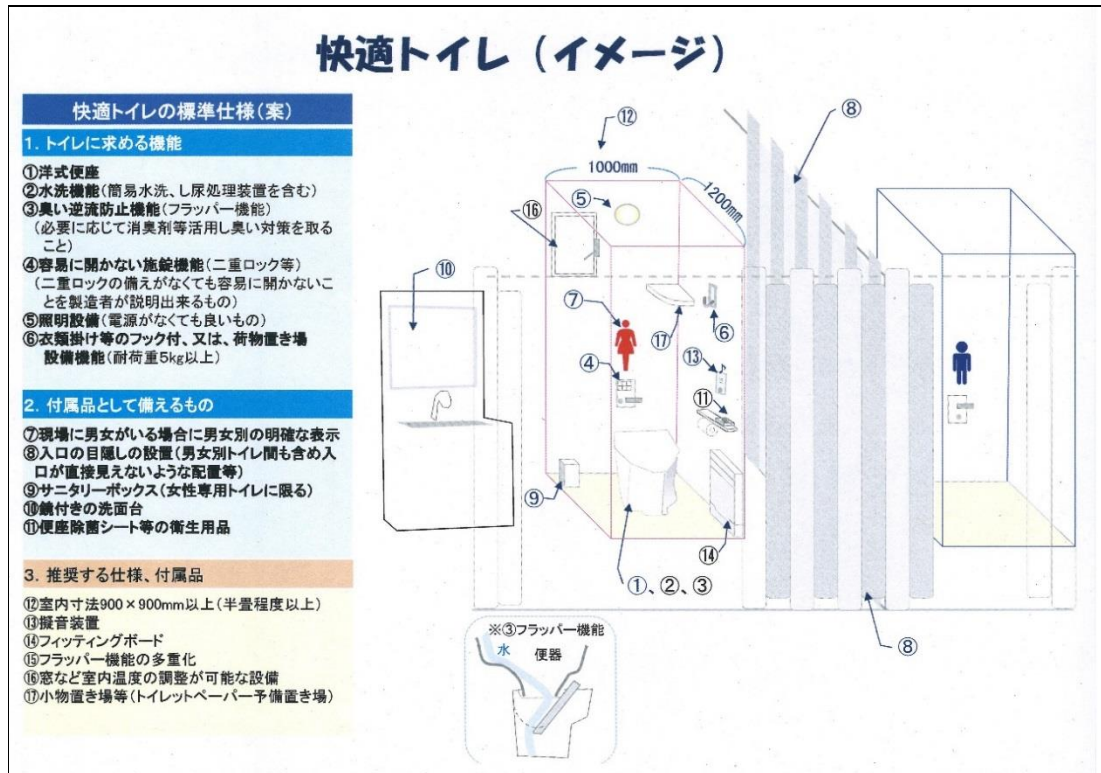 快適トイレ（イメージ）
快適トイレの標準仕様（案）
1. トイレに求める機能
①洋式便座
②水洗機能（簡易水洗、し尿処理装置を含む）
③臭い逆流防止機能（フラッパー機能）
（必要に応じて消臭剤等活用し臭い対策を取る
こと）
④容易に開かない施錠機能（二重ロック等）
（二重ロックの備えがなくても容易に開かないこ
とを製造者が説明出来るもの）
⑤照明設備（電源がなくても良いもの）
⑥衣類掛け等のフック付、又は、荷物置き場
設備機能（耐荷重5kg以上）
2. 付属品として備えるもの
⑦現場に男女がいる場合に男女別の明確な表示
⑧入口の目隠しの設置（男女別トイレ間も含め入
口が直接見えないような配置等）
⑨サニタリーボックス（女性専用トイレに限る）
⑩鏡付きの洗面台
⑪便座除菌シート等の衛生用品
3. 推奨する仕様、付属品
⑫室内寸法900×900mm以上（半畳程度以上）
⑬擬音装置
⑭フィッティングボード
⑮フラッパー機能の多重化
⑯窓など室内温度の調整が可能な設備
⑰小物置き場等（トイレットペーパー予備置き場）
⑧
⑫
1000mm
1200mm
⑤
⑯
⑩
⑦
⑰
⑥
④
⑬
⑪
⑨
⑭
①、②、③
⑧
※③フラッパー機能
水
便器